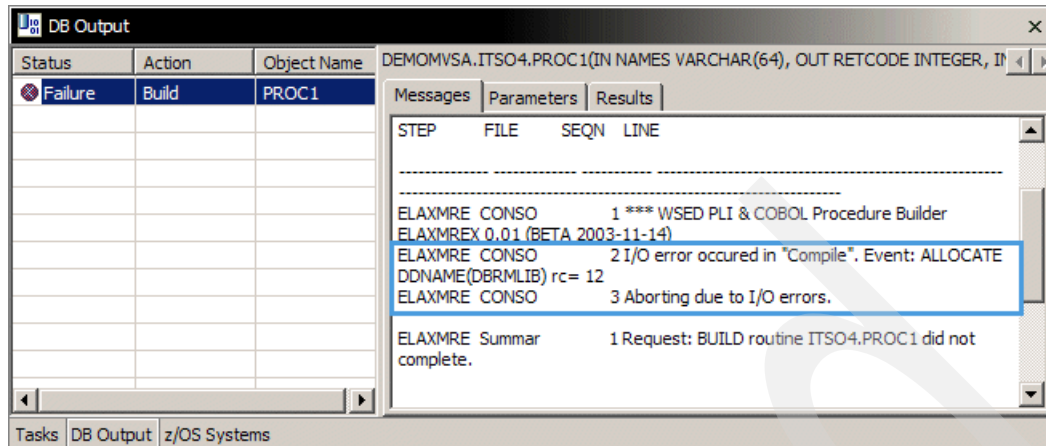 DB Output
Status Action Object Name
Failure Build PROC1
DEMOMVSA.ITSO4.PROC1(IN NAMES VARCHAR(64), OUT RETCODE INTEGER, IN
Messages Parameters Results
STEP FILE SEQN LINE
-------------- ------------- ----------- ----------------------------------------------------------
--------------------------------------------------------------------------
ELAXMRE CONSO 1 *** WSED PLI & COBOL Procedure Builder
ELAXMREX 0.01 (BETA 2003-11-14)
ELAXMRE CONSO 2 I/O error occured in "Compile". Event: ALLOCATE
DDNAME(DBRMLIB) rc= 12
ELAXMRE CONSO 3 Aborting due to I/O errors.
ELAXMRE Summar 1 Request: BUILD routine ITSO4.PROC1 did not
complete.
Tasks DB Output z/OS Systems